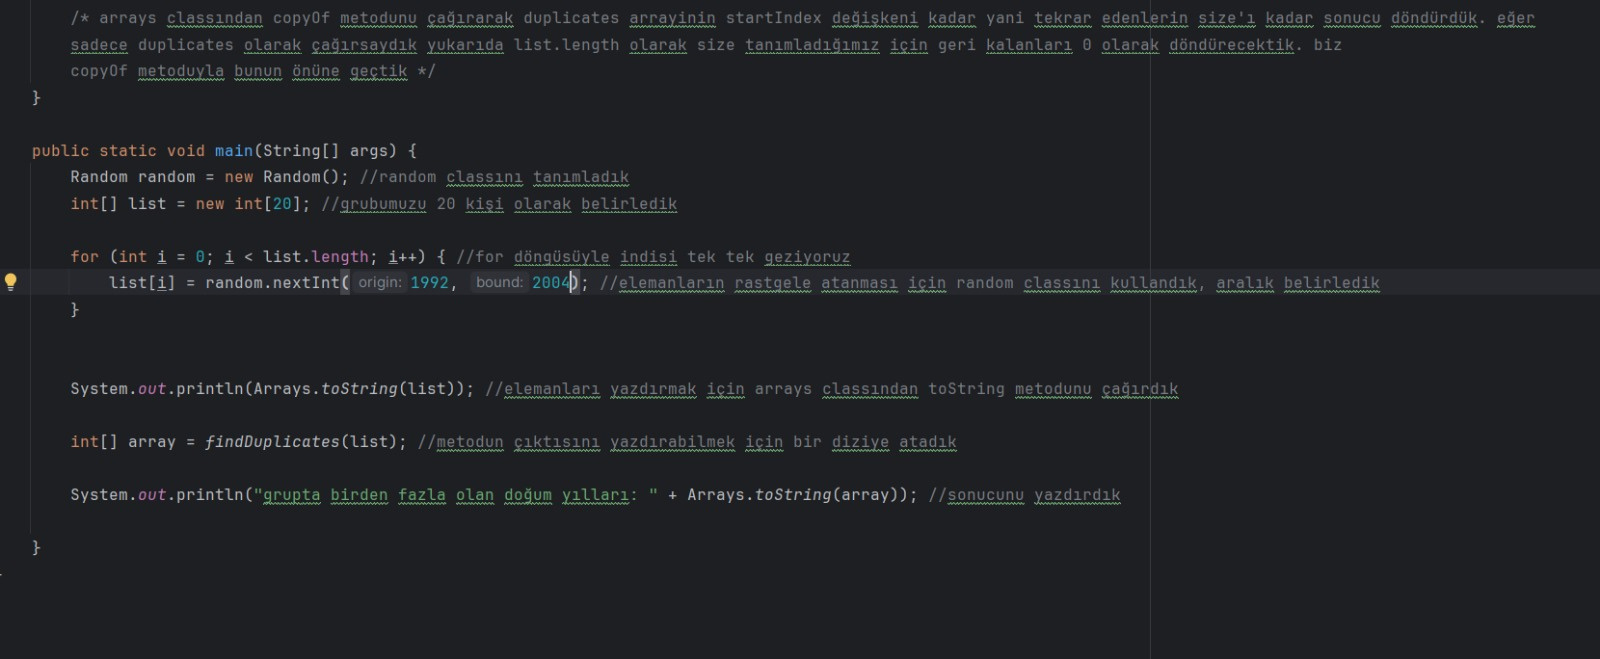 /* arrays classından copyOf metodunu çağırarak duplicates arrayinin startIndex değişkeni kadar yani tekrar edenlerin size'ı kadar sonucu döndürdük. eğer
sadece duplicates olarak çağırsaydık yukarıda list.length olarak size tanımladığımız için geri kalanları 0 olarak döndürecektik. biz
copyOf metoduyla bunun önüne geçtik */
}
public static void main(String[] args) {
Random random = new Random(); //random classını tanımladık
int[] list = new int[20]; //grubumuzu 20 kişi olarak belirledik
for (int i = 0; i < list.length; i++) { //for döngüsüyle indisi tek tek geziyoruz
list[i] = random.nextInt( origin: 1992, bound: 2004); //elemanların rastgele atanması için random classını kullandık, aralık belirledik
}
System.out.println(Arrays.toString(list)); //elemanları yazdırmak için arrays classından toString metodunu çağırdık
int[] array = findDuplicates(list); //metodun çıktısını yazdırabilmek için bir diziye atadık
System.out.println("grupta birden fazla olan doğum yılları: " + Arrays.toString(array)); //sonucunu yazdırdık
}